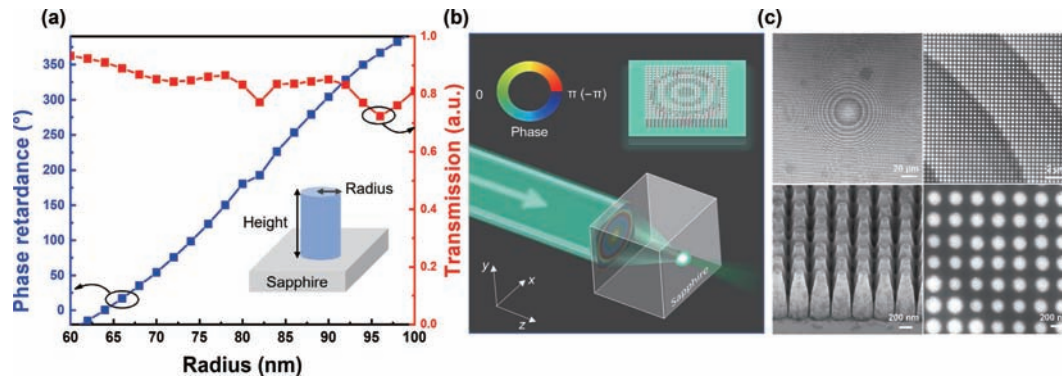 (a)
Phase retardance (°)
350
300
250
200
150
100
50
0
60 65 70 75 80 85 90 95 100
Radius (nm)
1.0
0.8
0.6
0.4
0.2
0.0
Transmission (a.u.)
Radius
Height
Sapphire
(b)
0
π (−π)
Phase
y
x
z
Sapphire
(c)
20 μm
200 nm
200 nm